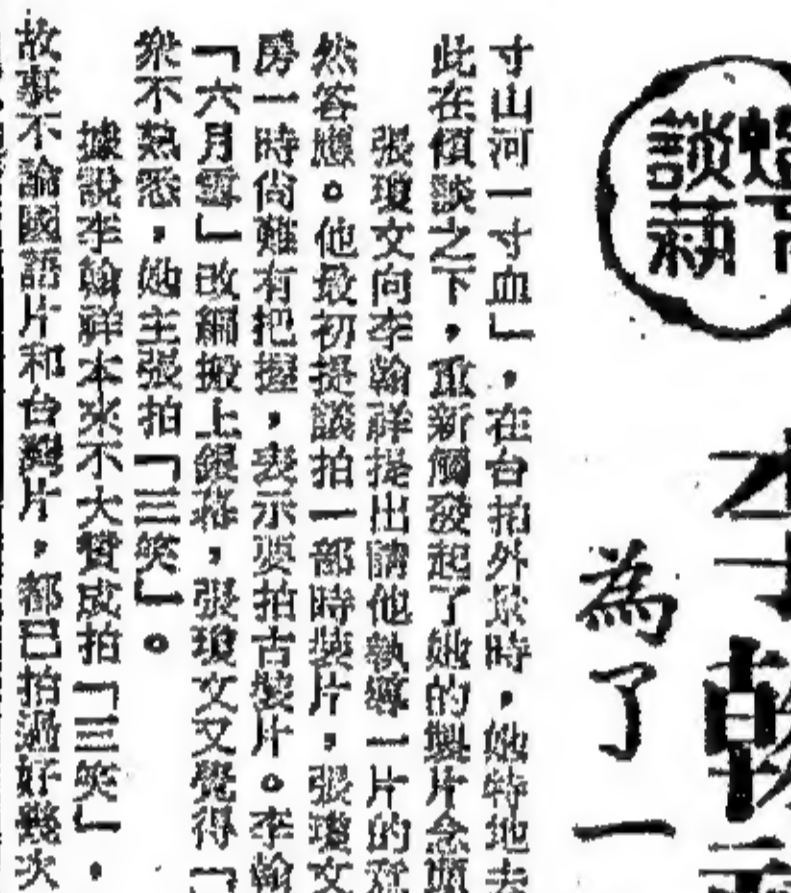 談藝
李翰
為了一
寸山河一寸血」，在台拍外景時，她特地去
此在傾談之下，重新觸發起了她的製片念頭
張瓊文向李翰祥提出請他執導一片的
然答應。他最初提議拍一部時裝片，張瓊文
房一時尚難有把握，表示要拍古裝片。李翰
「六月雪」改編搬上銀幕，張瓊文又覺得「
衆不熟悉，她主張拍「三笑」。
據說李翰祥本來不大贊成拍「三笑」，
故事不論國語片和台灣片，都已拍過好幾次